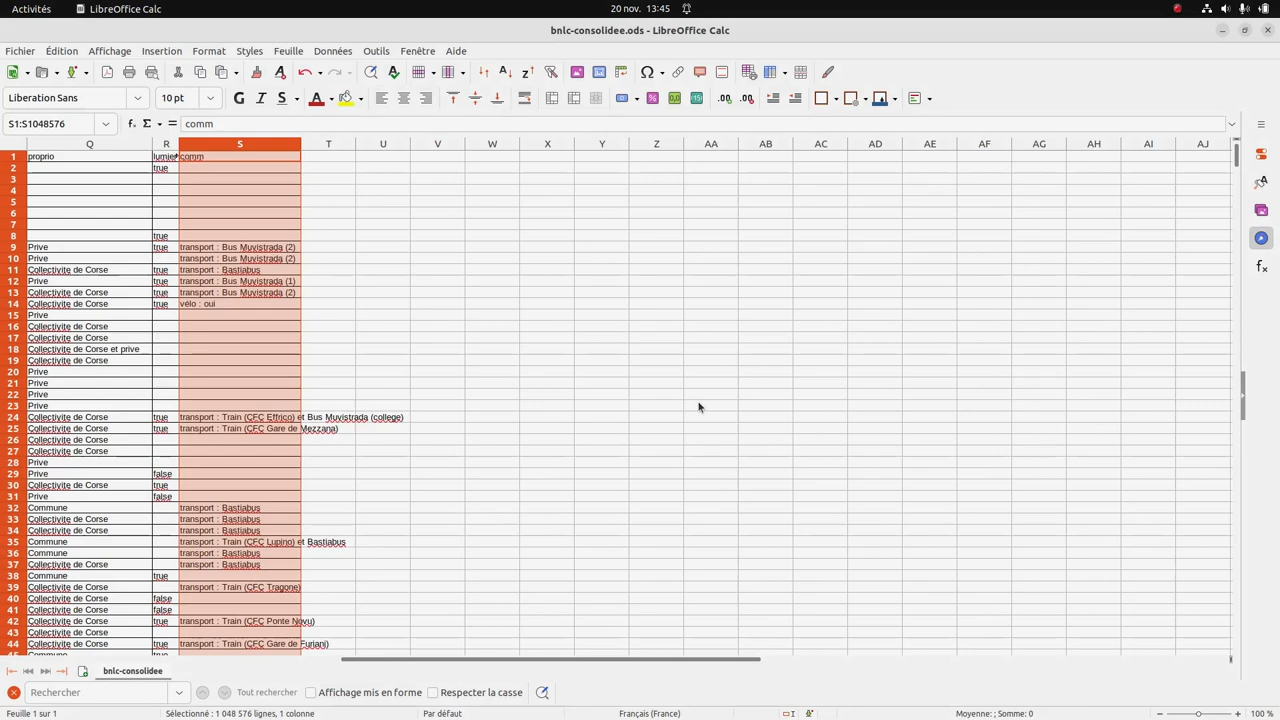 Activités LibreOffice Calc 20 nov. 13:45
bnlc-consolidee.ods - LibreOffice Calc
Fichier Édition Affichage Insertion Format Styles Feuille Données Outils Fenêtre Aide
Liberation Sans 10 pt G I S
S1:S1048576 comm
Q R S T U V W X Y Z AA AB AC AD AE AF AG AH AI AJ
1 proprio comm
2 true
3
4
5
6
7
8 true
9 Prive true transport : Bus Muvistrada (2)
10 Prive true transport : Bus Muvistrada (2)
11 Collectivite de Corse true transport : Bastiabus
12 Prive true transport : Bus Muvistrada (1)
13 Collectivite de Corse true transport : Bus Muvistrada (2)
14 Collectivite de Corse true vélo : oui
15 Prive
16 Collectivite de Corse
17 Collectivite de Corse
18 Collectivite de Corse et prive
19 Collectivite de Corse
20 Prive
21 Prive
22 Prive
23 Prive
24 Collectivite de Corse true transport : Train (CFC Effrico) et Bus Muvistrada (college)
25 Collectivite de Corse true transport : Train (CFC Gare de Mezzana)
26 Collectivite de Corse
27 Collectivite de Corse
28 Prive
29 Prive false
30 Collectivite de Corse true
31 Prive false
32 Commune transport : Bastiabus
33 Collectivite de Corse transport : Bastiabus
34 Collectivite de Corse transport : Bastiabus
35 Commune transport : Train (CFC Lupino) et Bastiabus
36 Commune transport : Bastiabus
37 Collectivite de Corse transport : Bastiabus
38 Commune true
39 Collectivite de Corse transport : Train (CFC Tragone)
40 Collectivite de Corse false
41 Collectivite de Corse false
42 Collectivite de Corse true transport : Train (CFC Ponte Novu)
43 Collectivite de Corse
44 Collectivite de Corse true transport : Train (CFC Gare de Furiani)
bnlc-consolidee
Rechercher Tout rechercher Affichage mis en forme Respecter la casse
Feuille 1 sur 1 Sélectionné : 1 048 576 lignes, 1 colonne Par défaut Français (France) Moyenne: ; Somme: 0 100 %